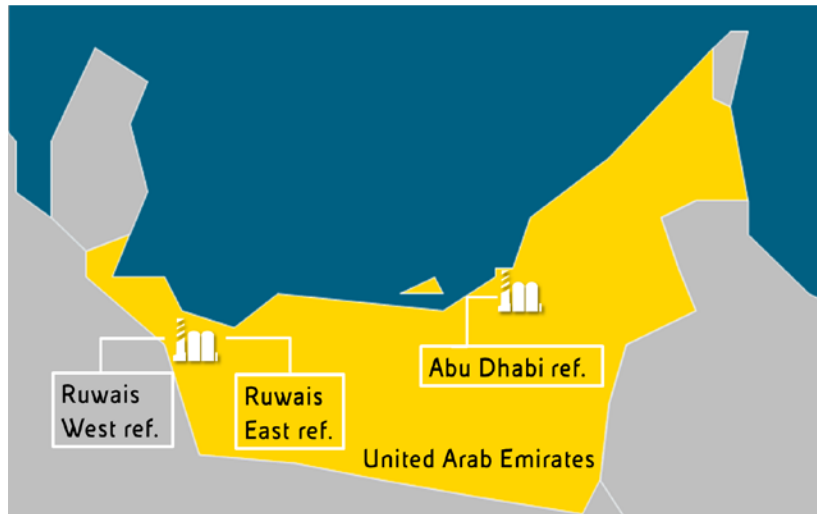 Abu Dhabi ref.
Ruwais
West ref.
Ruwais
East ref.
United Arab Emirates